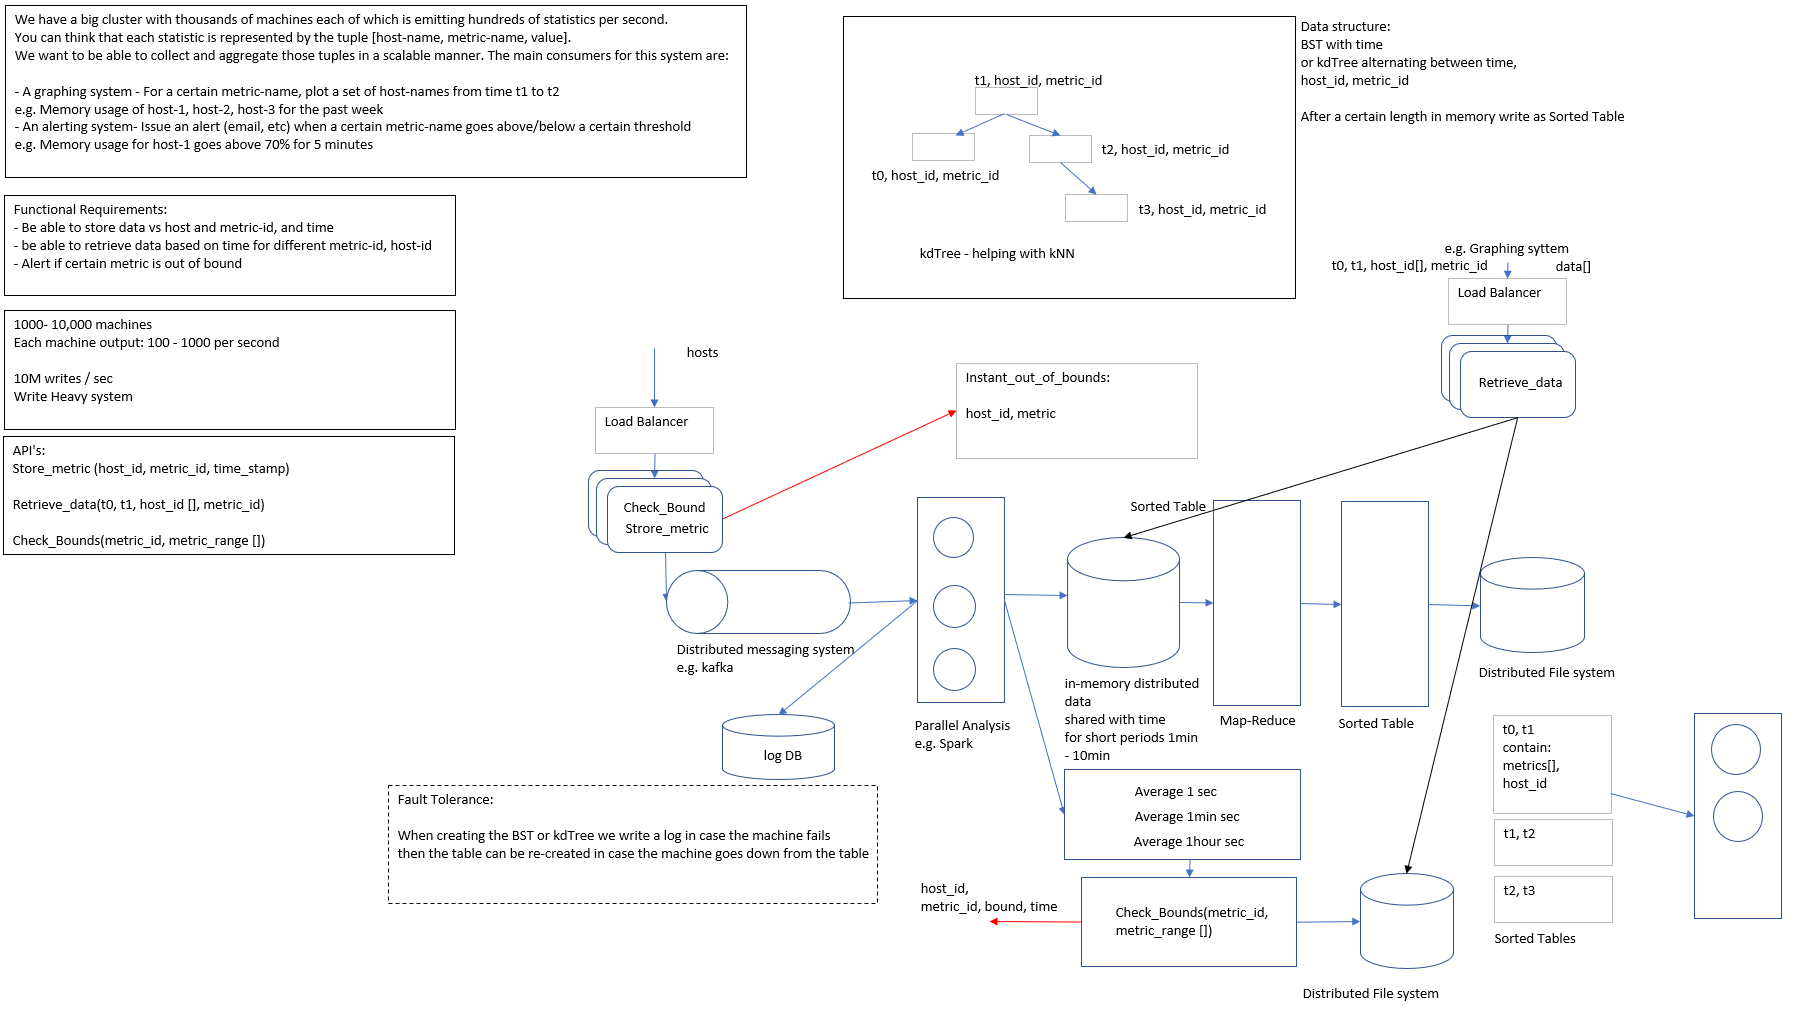 We have a big cluster with thousands of machines each of which is emitting hundreds of statistics per second.
You can think that each statistic is represented by the tuple [host-name, metric-name, value].
We want to be able to collect and aggregate those tuples in a scalable manner. The main consumers for this system are:
- A graphing system - For a certain metric-name, plot a set of host-names from time t1 to t2
e.g. Memory usage of host-1, host-2, host-3 for the past week
- An alerting system- Issue an alert (email, etc) when a certain metric-name goes above/below a certain threshold
e.g. Memory usage for host-1 goes above 70% for 5 minutes
Functional Requirements:
- Be able to store data vs host and metric-id, and time
- be able to retrieve data based on time for different metric-id, host-id
- Alert if certain metric is out of bound
1000- 10,000 machines
Each machine output: 100 - 1000 per second
10M writes / sec
Write Heavy system
API's:
Store_metric (host_id, metric_id, time_stamp)
Retrieve_data(t0, t1, host_id [], metric_id)
Check_Bounds(metric_id, metric_range [])
t1, host_id, metric_id
t2, host_id, metric_id
t0, host_id, metric_id
t3, host_id, metric_id
kdTree - helping with kNN
Data structure:
BST with time
or kdTree alternating between time,
host_id, metric_id
After a certain length in memory write as Sorted Table
e.g. Graphing syttem
t0, t1, host_id[], metric_id
data[]
Load Balancer
Retrieve_data
hosts
Load Balancer
Check_Bound
Strore_metric
Instant_out_of_bounds:
host_id, metric
Distributed messaging system
e.g. kafka
log DB
Parallel Analysis
e.g. Spark
Sorted Table
in-memory distributed
data
shared with time
for short periods 1min
- 10min
Map-Reduce
Sorted Table
Distributed File system
Fault Tolerance:
When creating the BST or kdTree we write a log in case the machine fails
then the table can be re-created in case the machine goes down from the table
Average 1 sec
Average 1min sec
Average 1hour sec
host_id,
metric_id, bound, time
Check_Bounds(metric_id,
metric_range [])
Distributed File system
t0, t1
contain:
metrics[],
host_id
t1, t2
t2, t3
Sorted Tables